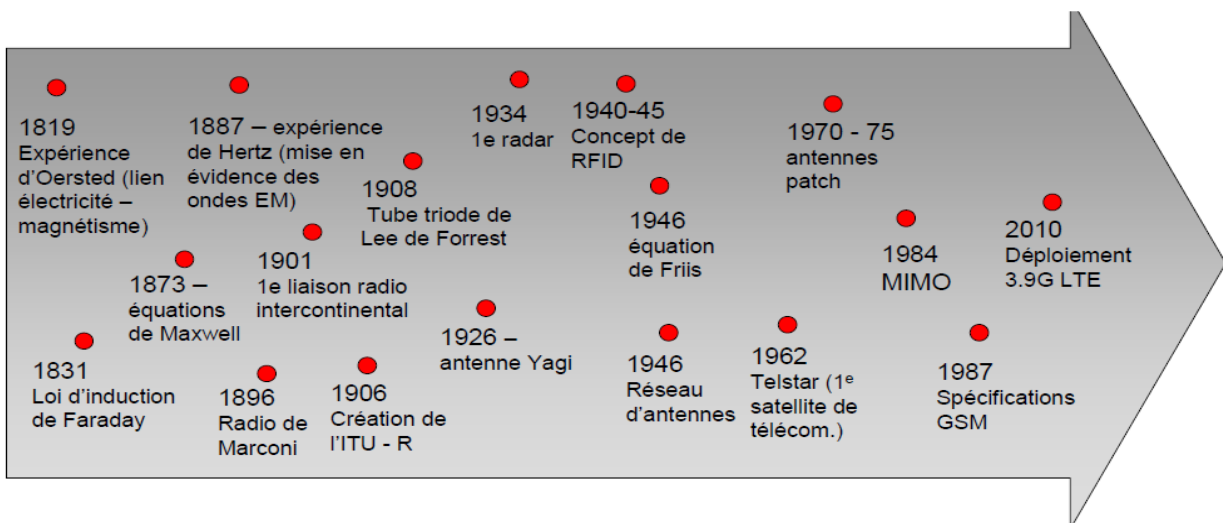 1819
Expérience
d'Oersted (lien
électricité –
magnétisme)
1831
Loi d'induction
de Faraday
1873 –
équations
de Maxwell
1887 – expérience
de Hertz (mise en
évidence des
ondes EM)
1896
Radio de
Marconi
1901
1e liaison radio
intercontinental
1906
Création de
l'ITU - R
1908
Tube triode de
Lee de Forrest
1926 –
antenne Yagi
1934
1e radar
1940-45
Concept de
RFID
1946
équation
de Friis
1946
Réseau
d'antennes
1962
Telstar (1e
satellite de
télécom.)
1970 - 75
antennes
patch
1984
MIMO
1987
Spécifications
GSM
2010
Déploiement
3.9G LTE